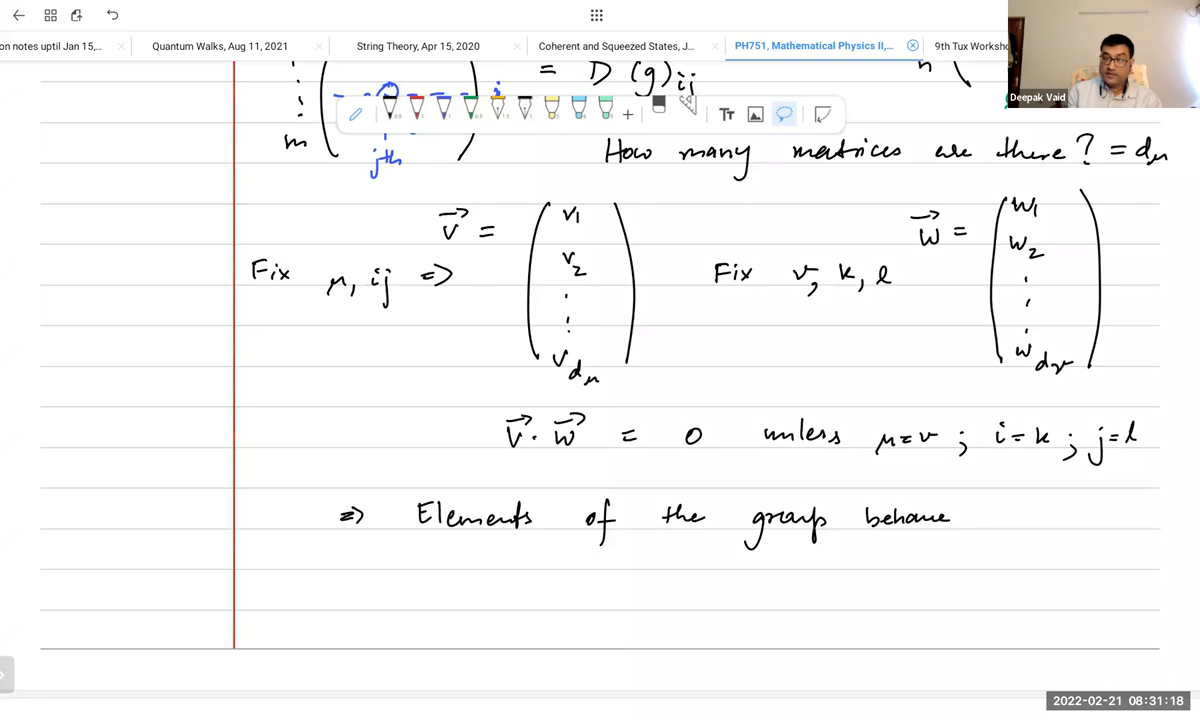 on notes uptil Jan 15,... Quantum Walks, Aug 11, 2021 String Theory, Apr 15, 2020 Coherent and Squeezed States, J... PH751, Mathematical Physics II,... 9th Tux Worksho
Deepak Vaid
= D (g)ij
m
jth
How many matrices are there? = dμ
v = ( v1 v2 ⋮ vdμ )
w = ( w1 w2 ⋮ wdν )
Fix μ, ij ⇒
Fix ν, k, l
v · w = 0 unless μ=ν ; i=k ; j=l
⇒ Elements of the group behave
2022-02-21 08:31:18